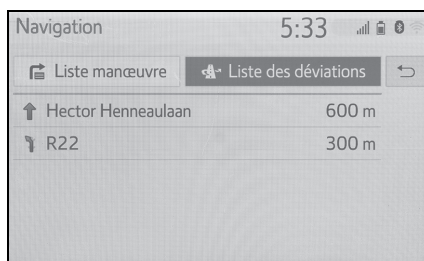 Navigation 5:33
Liste manœuvre Liste des déviations
Hector Henneaulaan 600 m
R22 300 m